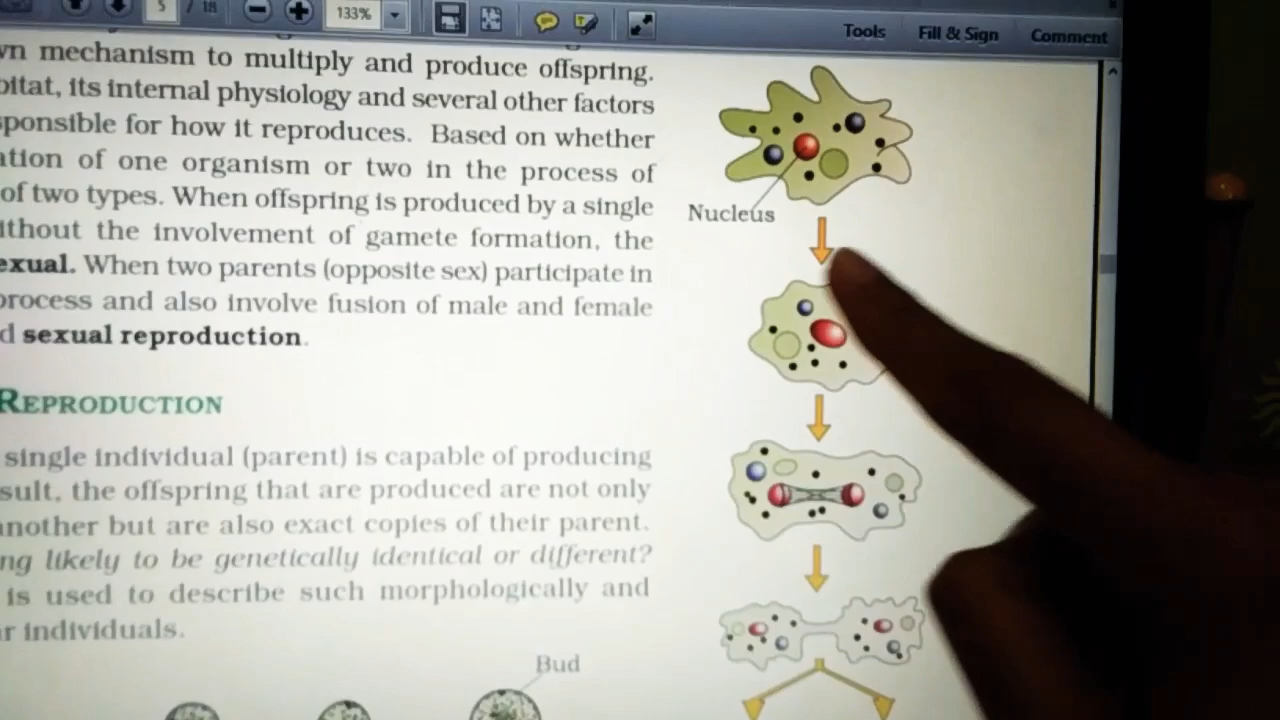 5 / 18 133%
Tools Fill & Sign Comment
wn mechanism to multiply and produce offspring.
bitat, its internal physiology and several other factors
sponsible for how it reproduces. Based on whether
ation of one organism or two in the process of
of two types. When offspring is produced by a single
ithout the involvement of gamete formation, the
exual. When two parents (opposite sex) participate in
process and also involve fusion of male and female
d sexual reproduction.
Nucleus
REPRODUCTION
single individual (parent) is capable of producing
sult, the offspring that are produced are not only
another but are also exact copies of their parent.
ng likely to be genetically identical or different?
is used to describe such morphologically and
ar individuals.
Bud